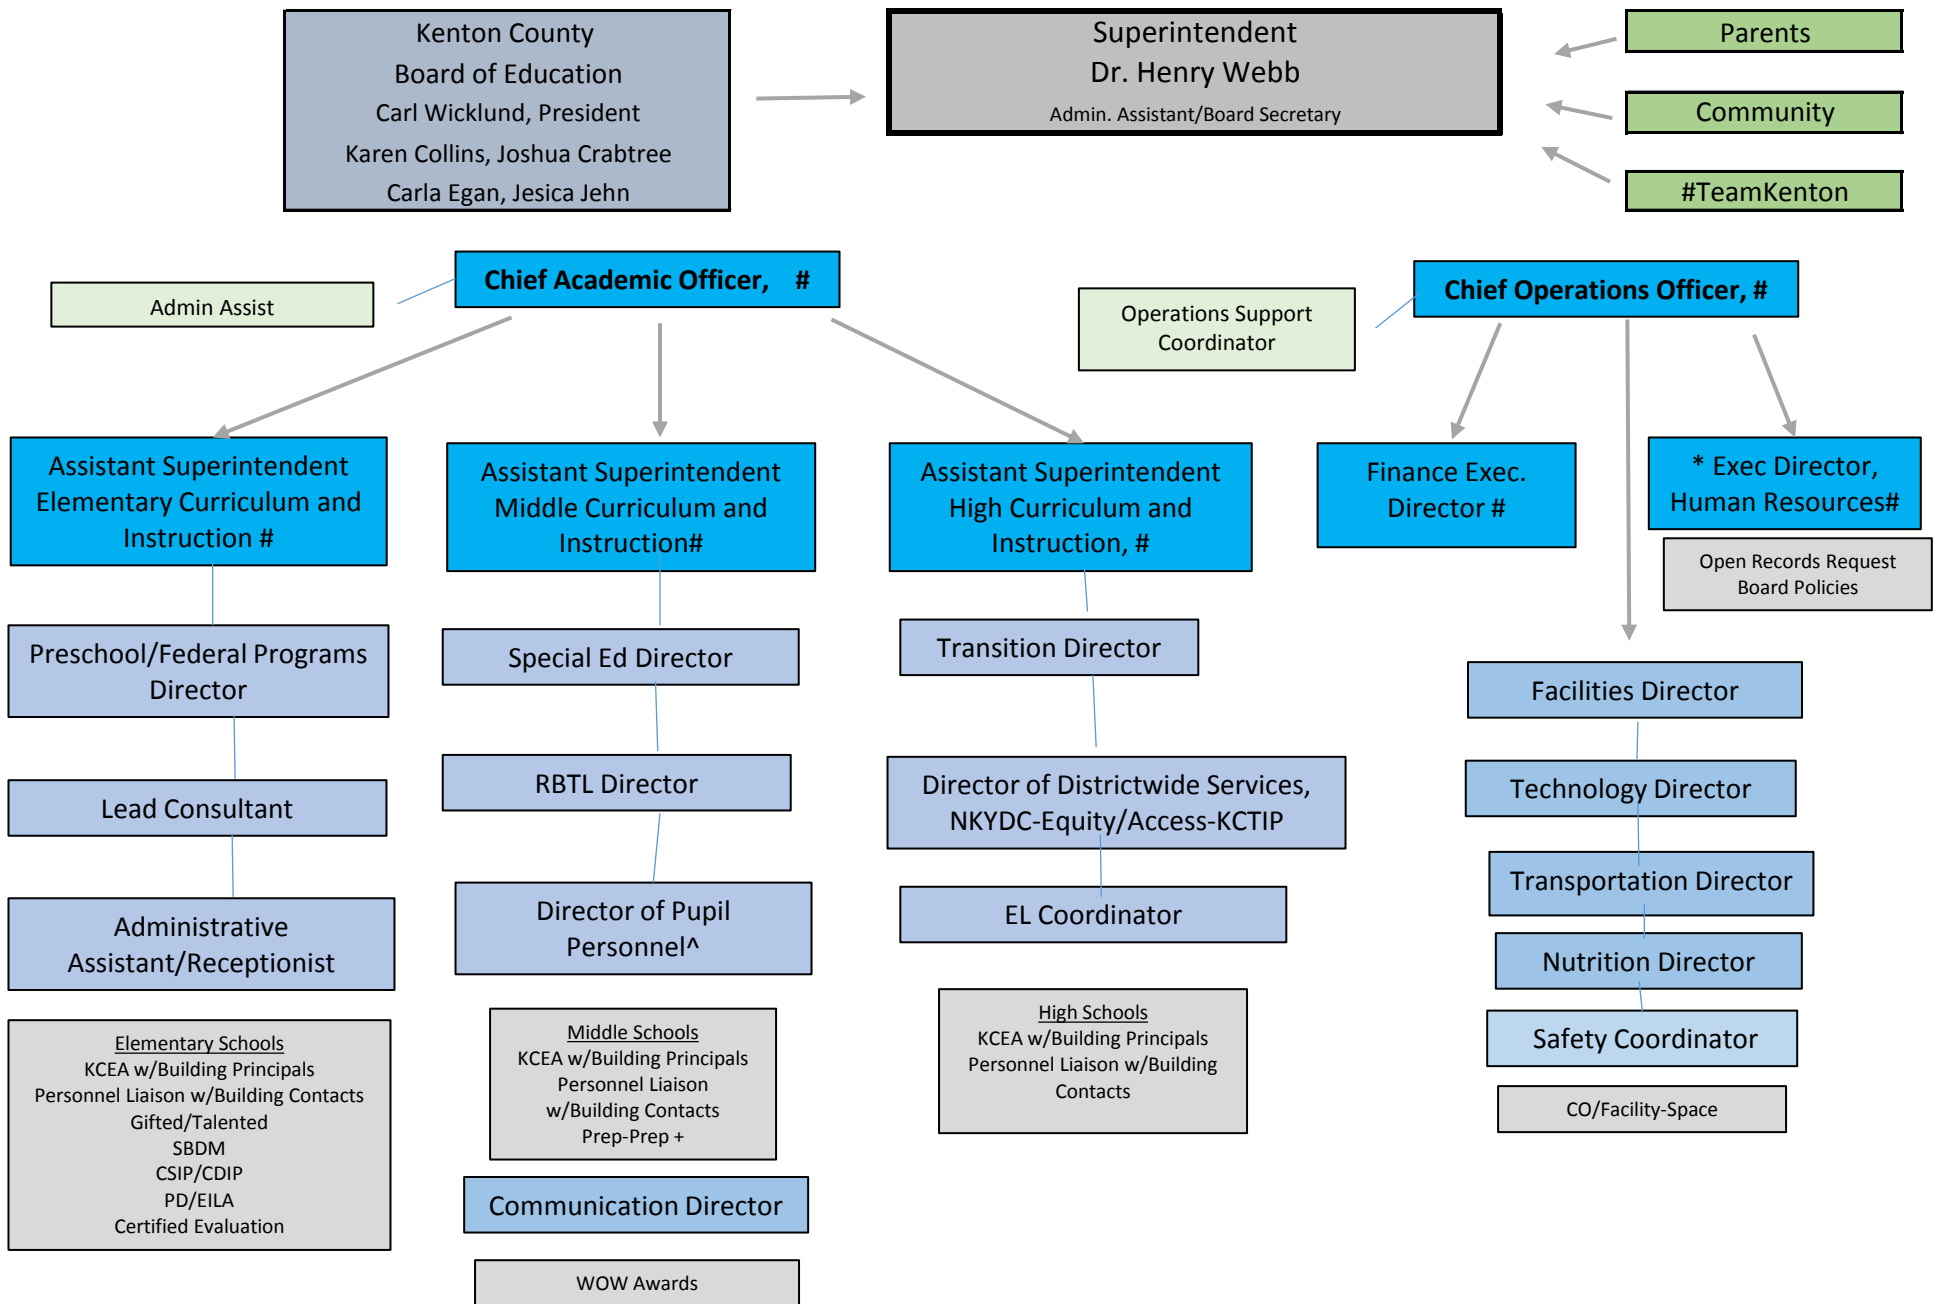 Kenton County
Board of Education
Carl Wicklund, President
Karen Collins, Joshua Crabtree
Carla Egan, Jesica Jehn
Superintendent
Dr. Henry Webb
Admin. Assistant/Board Secretary
Parents
Community
#TeamKenton
Admin Assist
Chief Academic Officer, #
Operations Support
Coordinator
Chief Operations Officer, #
Assistant Superintendent
Elementary Curriculum and
Instruction #
Assistant Superintendent
Middle Curriculum and
Instruction#
Assistant Superintendent
High Curriculum and
Instruction, #
Finance Exec.
Director #
* Exec Director,
Human Resources#
Open Records Request
Board Policies
Preschool/Federal Programs
Director
Special Ed Director
Transition Director
Facilities Director
Lead Consultant
RBTL Director
Director of Districtwide Services,
NKYDC-Equity/Access-KCTIP
Technology Director
Transportation Director
Administrative
Assistant/Receptionist
Director of Pupil
Personnel^
EL Coordinator
Nutrition Director
Safety Coordinator
Elementary Schools
KCEA w/Building Principals
Personnel Liaison w/Building Contacts
Gifted/Talented
SBDM
CSIP/CDIP
PD/EILA
Certified Evaluation
Middle Schools
KCEA w/Building Principals
Personnel Liaison
w/Building Contacts
Prep-Prep +
High Schools
KCEA w/Building Principals
Personnel Liaison w/Building
Contacts
CO/Facility-Space
Communication Director
WOW Awards